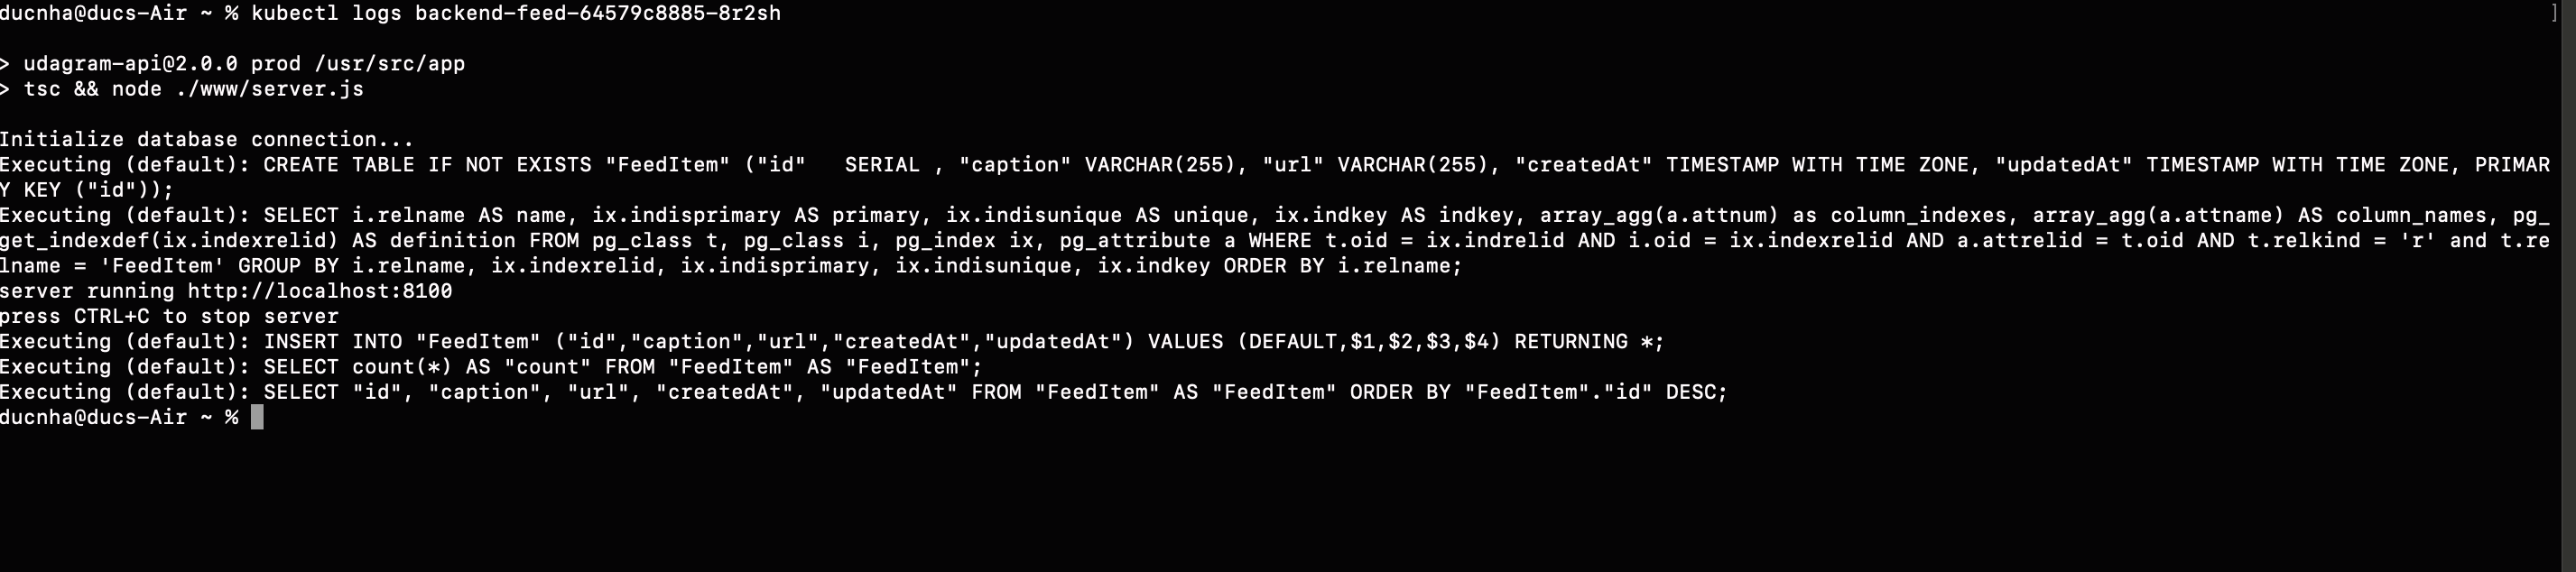 ducnha@ducs-Air ~ % kubectl logs backend-feed-64579c8885-8r2sh ]
> udagram-api@2.0.0 prod /usr/src/app
> tsc && node ./www/server.js
Initialize database connection...
Executing (default): CREATE TABLE IF NOT EXISTS "FeedItem" ("id"   SERIAL , "caption" VARCHAR(255), "url" VARCHAR(255), "createdAt" TIMESTAMP WITH TIME ZONE, "updatedAt" TIMESTAMP WITH TIME ZONE, PRIMAR
Y KEY ("id"));
Executing (default): SELECT i.relname AS name, ix.indisprimary AS primary, ix.indisunique AS unique, ix.indkey AS indkey, array_agg(a.attnum) as column_indexes, array_agg(a.attname) AS column_names, pg_
get_indexdef(ix.indexrelid) AS definition FROM pg_class t, pg_class i, pg_index ix, pg_attribute a WHERE t.oid = ix.indrelid AND i.oid = ix.indexrelid AND a.attrelid = t.oid AND t.relkind = 'r' and t.re
lname = 'FeedItem' GROUP BY i.relname, ix.indexrelid, ix.indisprimary, ix.indisunique, ix.indkey ORDER BY i.relname;
server running http://localhost:8100
press CTRL+C to stop server
Executing (default): INSERT INTO "FeedItem" ("id","caption","url","createdAt","updatedAt") VALUES (DEFAULT,$1,$2,$3,$4) RETURNING *;
Executing (default): SELECT count(*) AS "count" FROM "FeedItem" AS "FeedItem";
Executing (default): SELECT "id", "caption", "url", "createdAt", "updatedAt" FROM "FeedItem" AS "FeedItem" ORDER BY "FeedItem"."id" DESC;
ducnha@ducs-Air ~ %